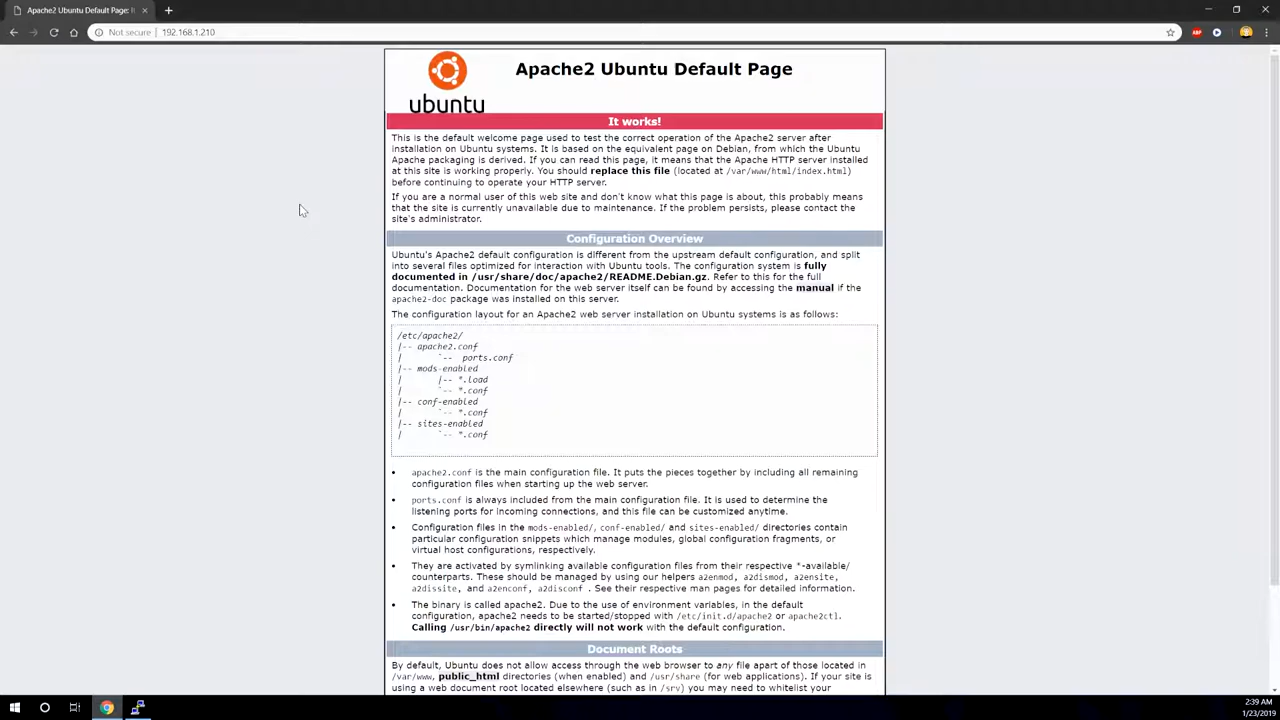 Apache2 Ubuntu Default Page: It
Not secure
192.168.1.210
ABP
ubuntu
Apache2 Ubuntu Default Page
It works!
This is the default welcome page used to test the correct operation of the Apache2 server after
installation on Ubuntu systems. It is based on the equivalent page on Debian, from which the Ubuntu
Apache packaging is derived. If you can read this page, it means that the Apache HTTP server installed
at this site is working properly. You should replace this file (located at /var/www/html/index.html)
before continuing to operate your HTTP server.
If you are a normal user of this web site and don't know what this page is about, this probably means
that the site is currently unavailable due to maintenance. If the problem persists, please contact the
site's administrator.
Configuration Overview
Ubuntu's Apache2 default configuration is different from the upstream default configuration, and split
into several files optimized for interaction with Ubuntu tools. The configuration system is fully
documented in /usr/share/doc/apache2/README.Debian.gz. Refer to this for the full
documentation. Documentation for the web server itself can be found by accessing the manual if the
apache2-doc package was installed on this server.
The configuration layout for an Apache2 web server installation on Ubuntu systems is as follows:
/etc/apache2/
|-- apache2.conf
|       `-- ports.conf
|-- mods-enabled
|       |-- *.load
|       `-- *.conf
|-- conf-enabled
|       `-- *.conf
|-- sites-enabled
|       `-- *.conf
• apache2.conf is the main configuration file. It puts the pieces together by including all remaining
configuration files when starting up the web server.
• ports.conf is always included from the main configuration file. It is used to determine the
listening ports for incoming connections, and this file can be customized anytime.
• Configuration files in the mods-enabled/, conf-enabled/ and sites-enabled/ directories contain
particular configuration snippets which manage modules, global configuration fragments, or
virtual host configurations, respectively.
• They are activated by symlinking available configuration files from their respective *-available/
counterparts. These should be managed by using our helpers a2enmod, a2dismod, a2ensite,
a2dissite, and a2enconf, a2disconf . See their respective man pages for detailed information.
• The binary is called apache2. Due to the use of environment variables, in the default
configuration, apache2 needs to be started/stopped with /etc/init.d/apache2 or apache2ctl.
Calling /usr/bin/apache2 directly will not work with the default configuration.
Document Roots
By default, Ubuntu does not allow access through the web browser to any file apart of those located in
/var/www, public_html directories (when enabled) and /usr/share (for web applications). If your site is
using a web document root located elsewhere (such as in /srv) you may need to whitelist your
2:39 AM
1/23/2019